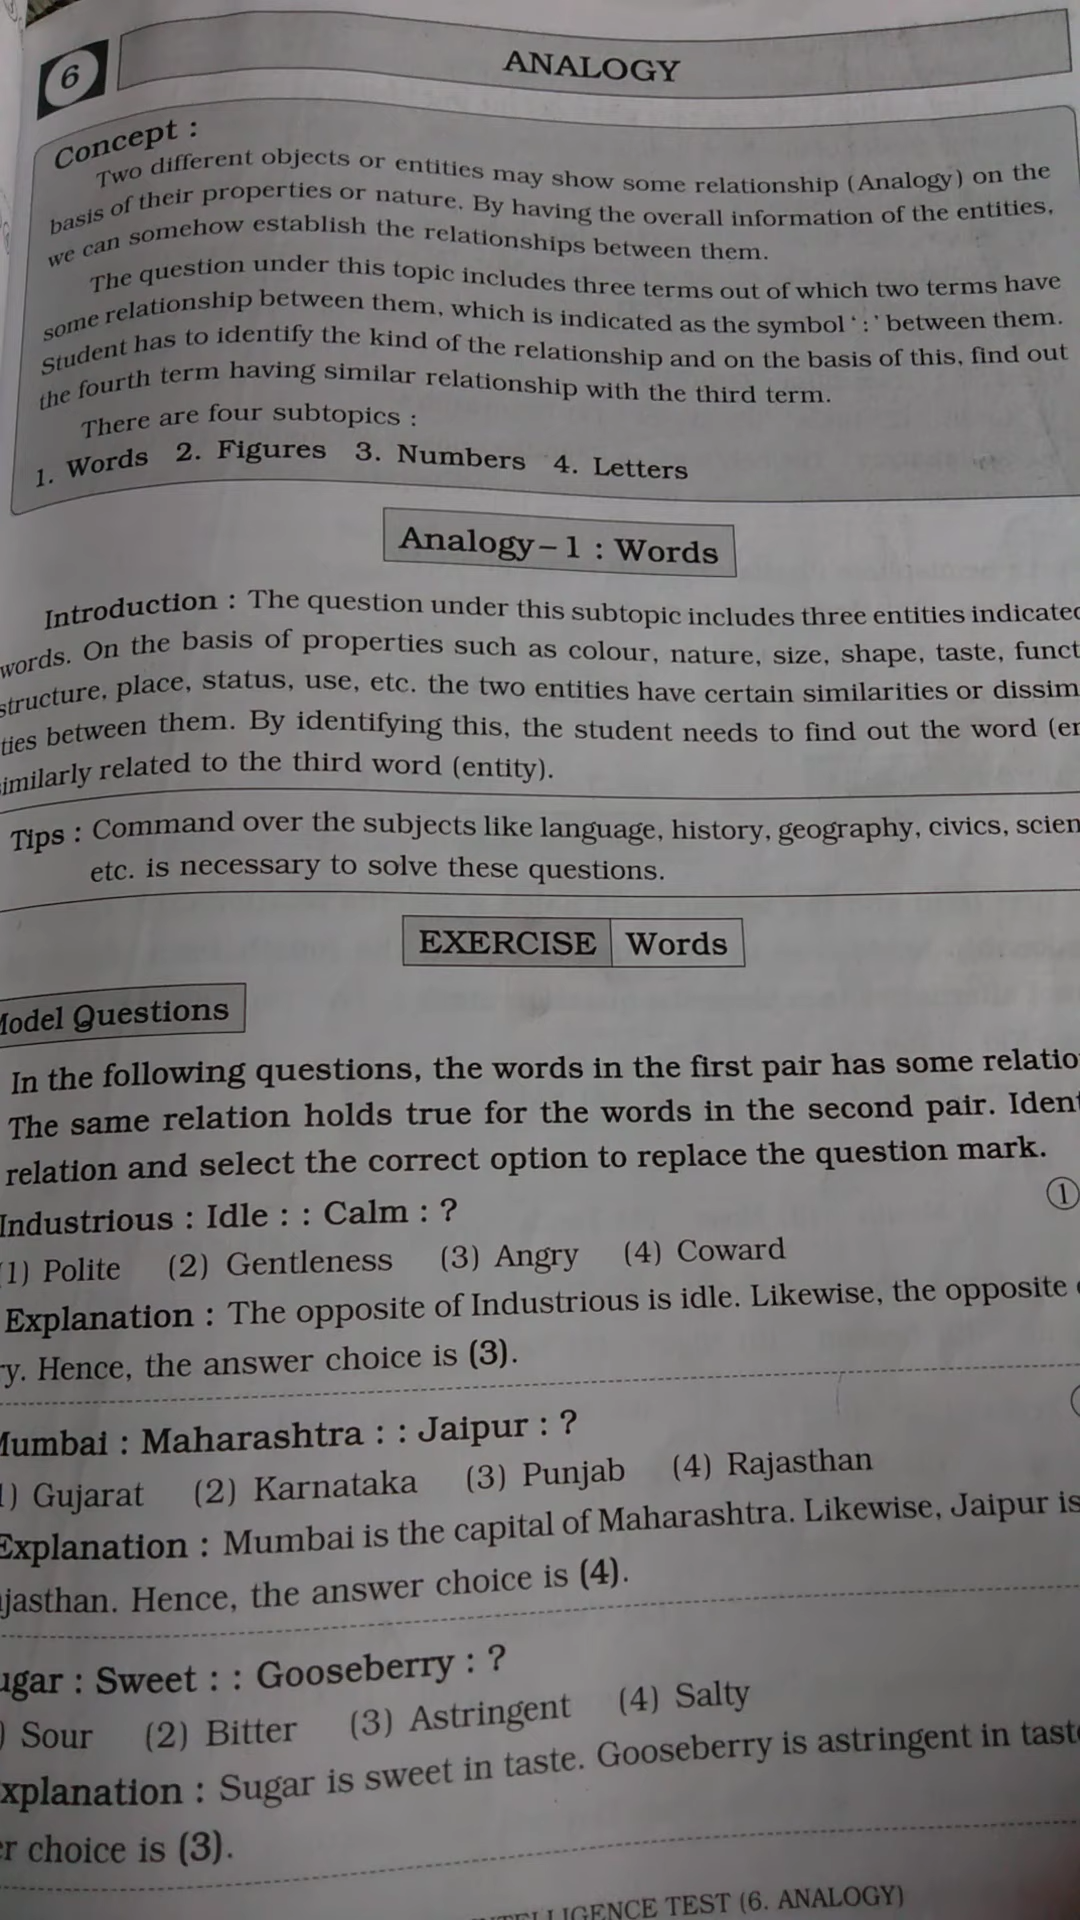 6
ANALOGY
Concept :
Two different objects or entities may show some relationship (Analogy) on the
basis of their properties or nature. By having the overall information of the entities,
we can somehow establish the relationships between them.
The question under this topic includes three terms out of which two terms have
some relationship between them, which is indicated as the symbol ‘ : ’ between them.
Student has to identify the kind of the relationship and on the basis of this, find out
the fourth term having similar relationship with the third term.
There are four subtopics :
1. Words 2. Figures 3. Numbers 4. Letters
Analogy – 1 : Words
Introduction : The question under this subtopic includes three entities indicated
words. On the basis of properties such as colour, nature, size, shape, taste, funct
structure, place, status, use, etc. the two entities have certain similarities or dissim
ties between them. By identifying this, the student needs to find out the word (en
similarly related to the third word (entity).
Tips : Command over the subjects like language, history, geography, civics, scien
etc. is necessary to solve these questions.
EXERCISE Words
Model Questions
In the following questions, the words in the first pair has some relatio
The same relation holds true for the words in the second pair. Ident
relation and select the correct option to replace the question mark.
Industrious : Idle : : Calm : ? 1
(1) Polite (2) Gentleness (3) Angry (4) Coward
Explanation : The opposite of Industrious is idle. Likewise, the opposite
ry. Hence, the answer choice is (3).
Mumbai : Maharashtra : : Jaipur : ?
1) Gujarat (2) Karnataka (3) Punjab (4) Rajasthan
Explanation : Mumbai is the capital of Maharashtra. Likewise, Jaipur is
ajasthan. Hence, the answer choice is (4).
ugar : Sweet : : Gooseberry : ?
) Sour (2) Bitter (3) Astringent (4) Salty
xplanation : Sugar is sweet in taste. Gooseberry is astringent in taste
er choice is (3).
INTELLIGENCE TEST (6. ANALOGY)